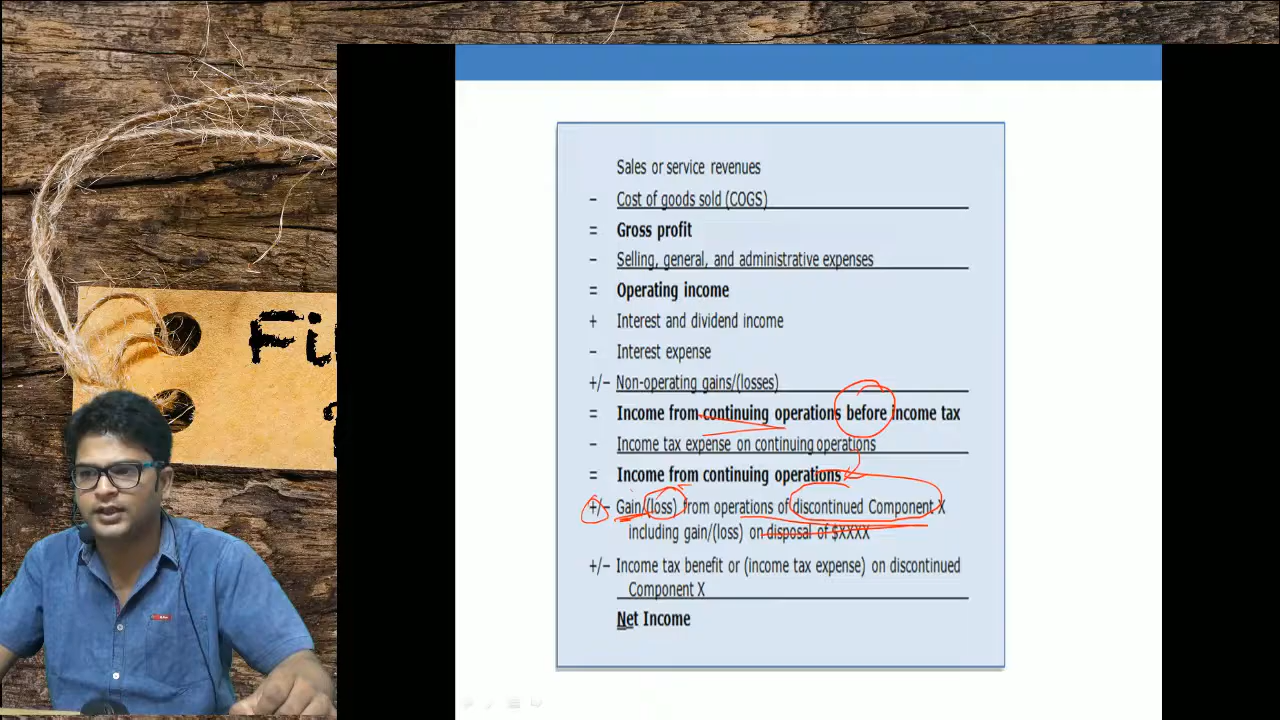 Sales or service revenues
– Cost of goods sold (COGS)
= Gross profit
– Selling, general, and administrative expenses
= Operating income
+ Interest and dividend income
– Interest expense
+/– Non-operating gains/(losses)
= Income from continuing operations before income tax
– Income tax expense on continuing operations
= Income from continuing operations
+/– Gain/(loss) from operations of discontinued Component X
including gain/(loss) on disposal of $XXXX
+/– Income tax benefit or (income tax expense) on discontinued
Component X
Net Income
Fi